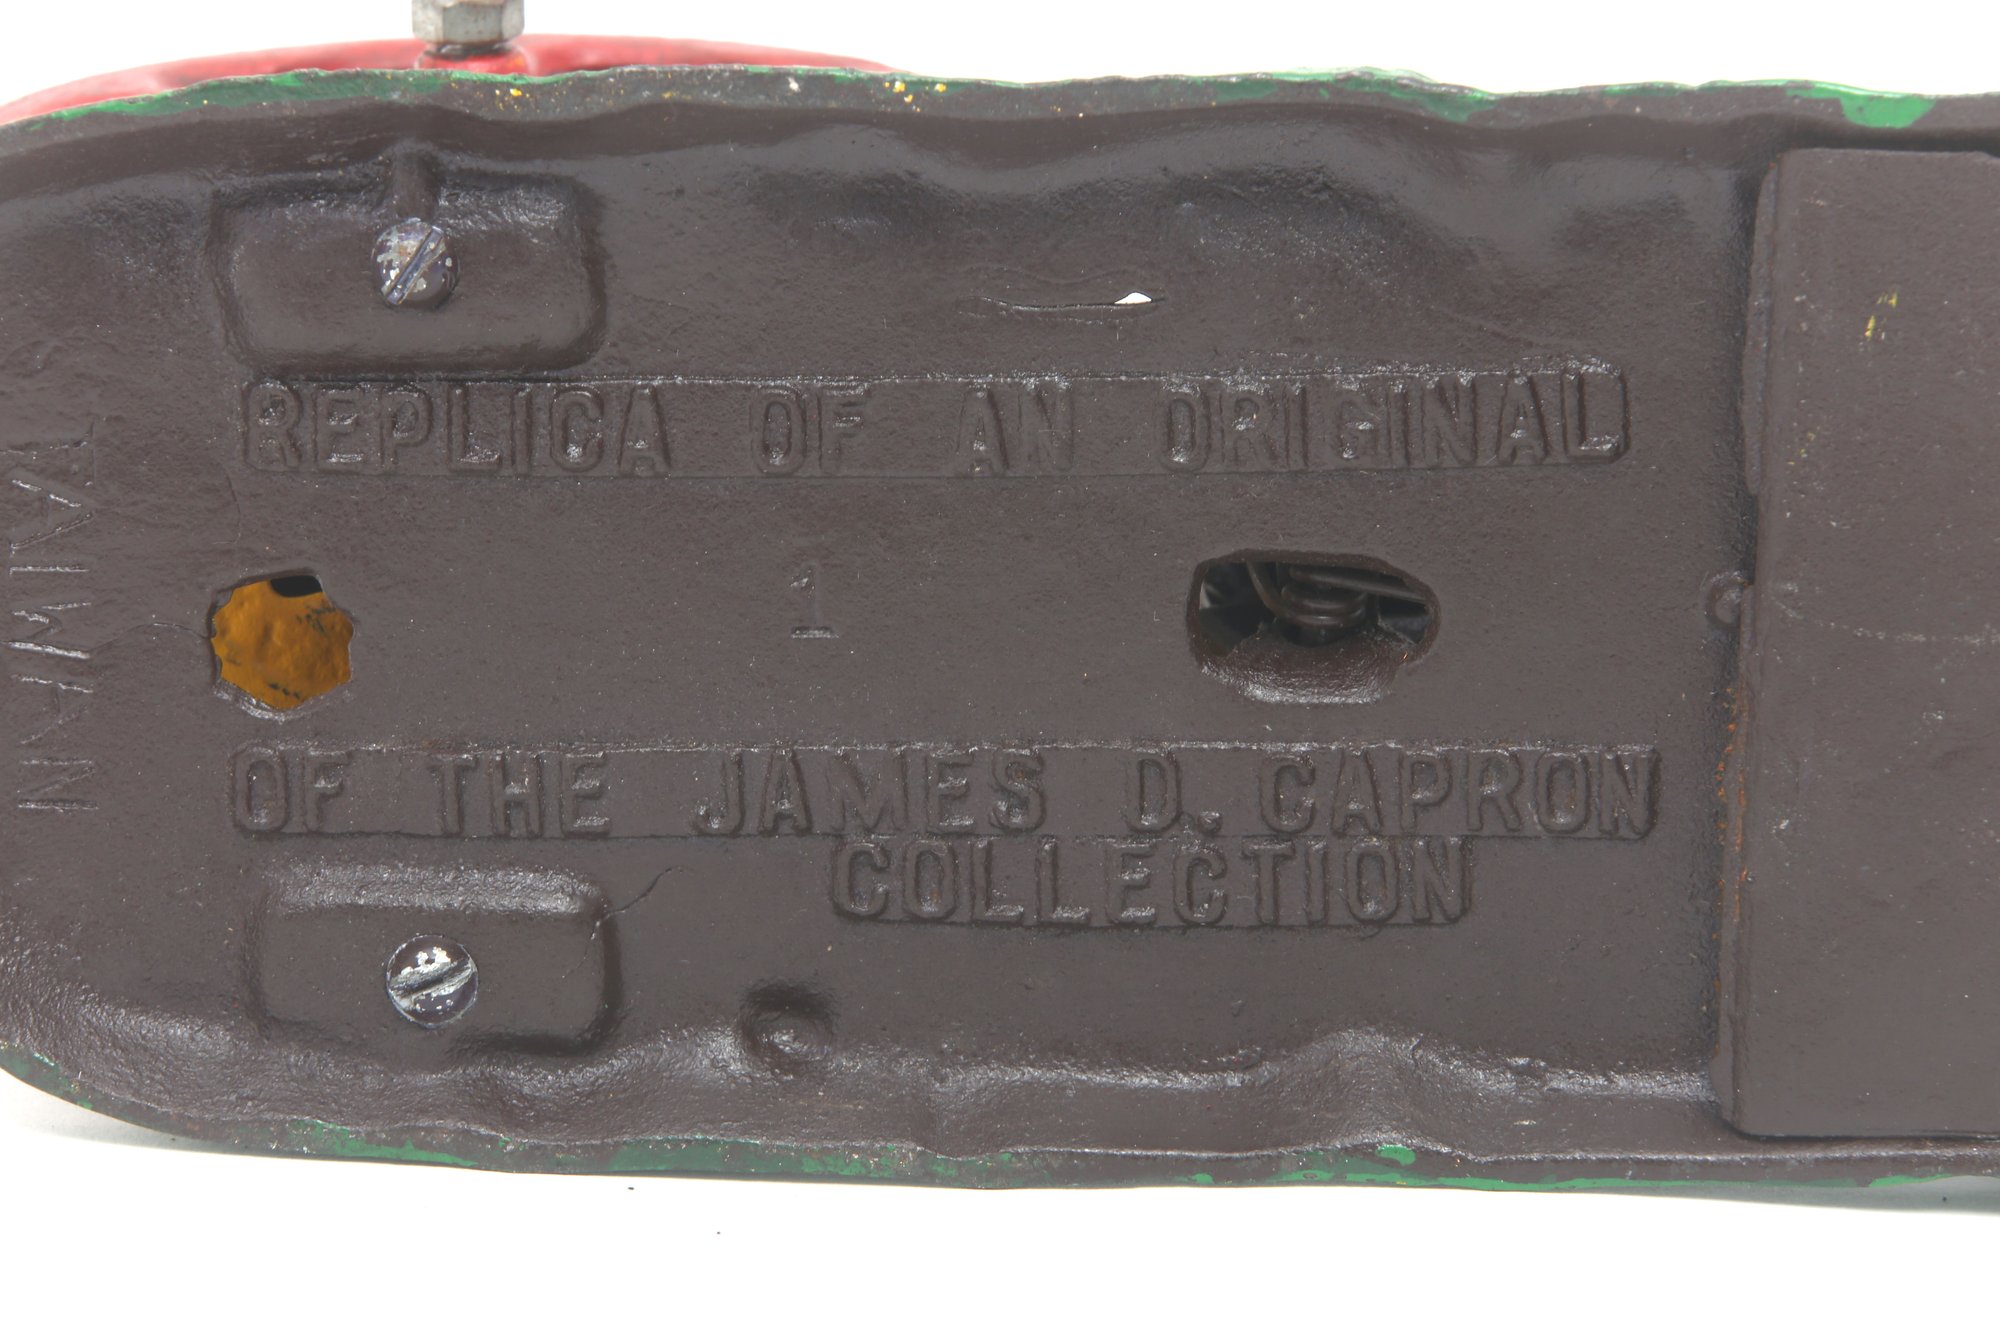 REPLICA OF AN ORIGINAL
1
OF THE JAMES D. CAPRON
COLLECTION
TAIWAN